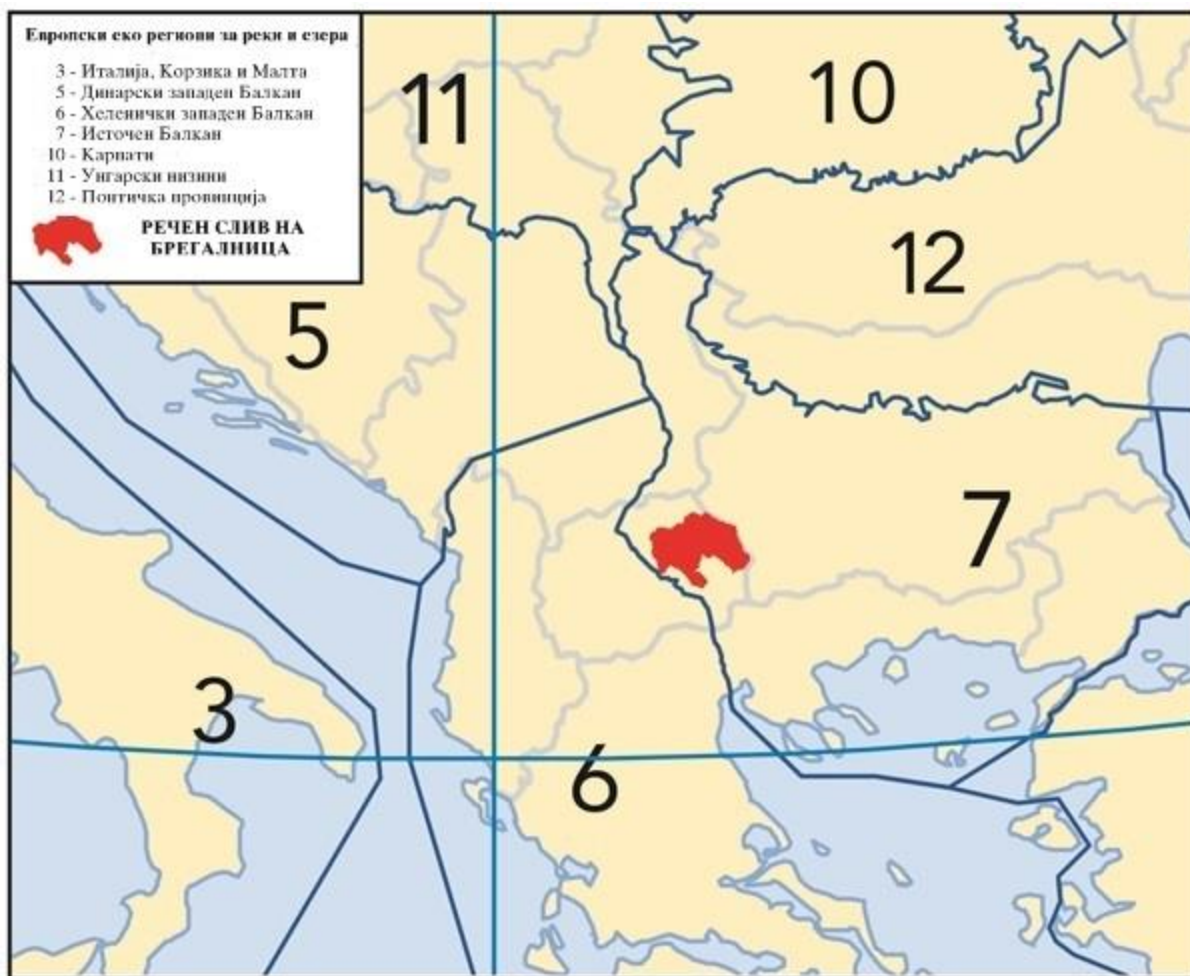 Европски еко региони за реки и езера
3 - Италија, Корзика и Малта
5 - Динарски западен Балкан
6 - Хеленички западен Балкан
7 - Источен Балкан
10 - Карпати
11 - Унгарски низини
12 - Понтичка провинција
РЕЧЕН СЛИВ НА
БРЕГАЛНИЦА
11
10
12
5
7
3
6